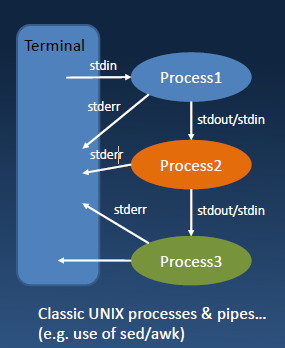 Terminal
stdin
Process1
stderr
stdout/stdin
stderr
Process2
stderr
stdout/stdin
Process3
Classic UNIX processes & pipes...
(e.g. use of sed/awk)